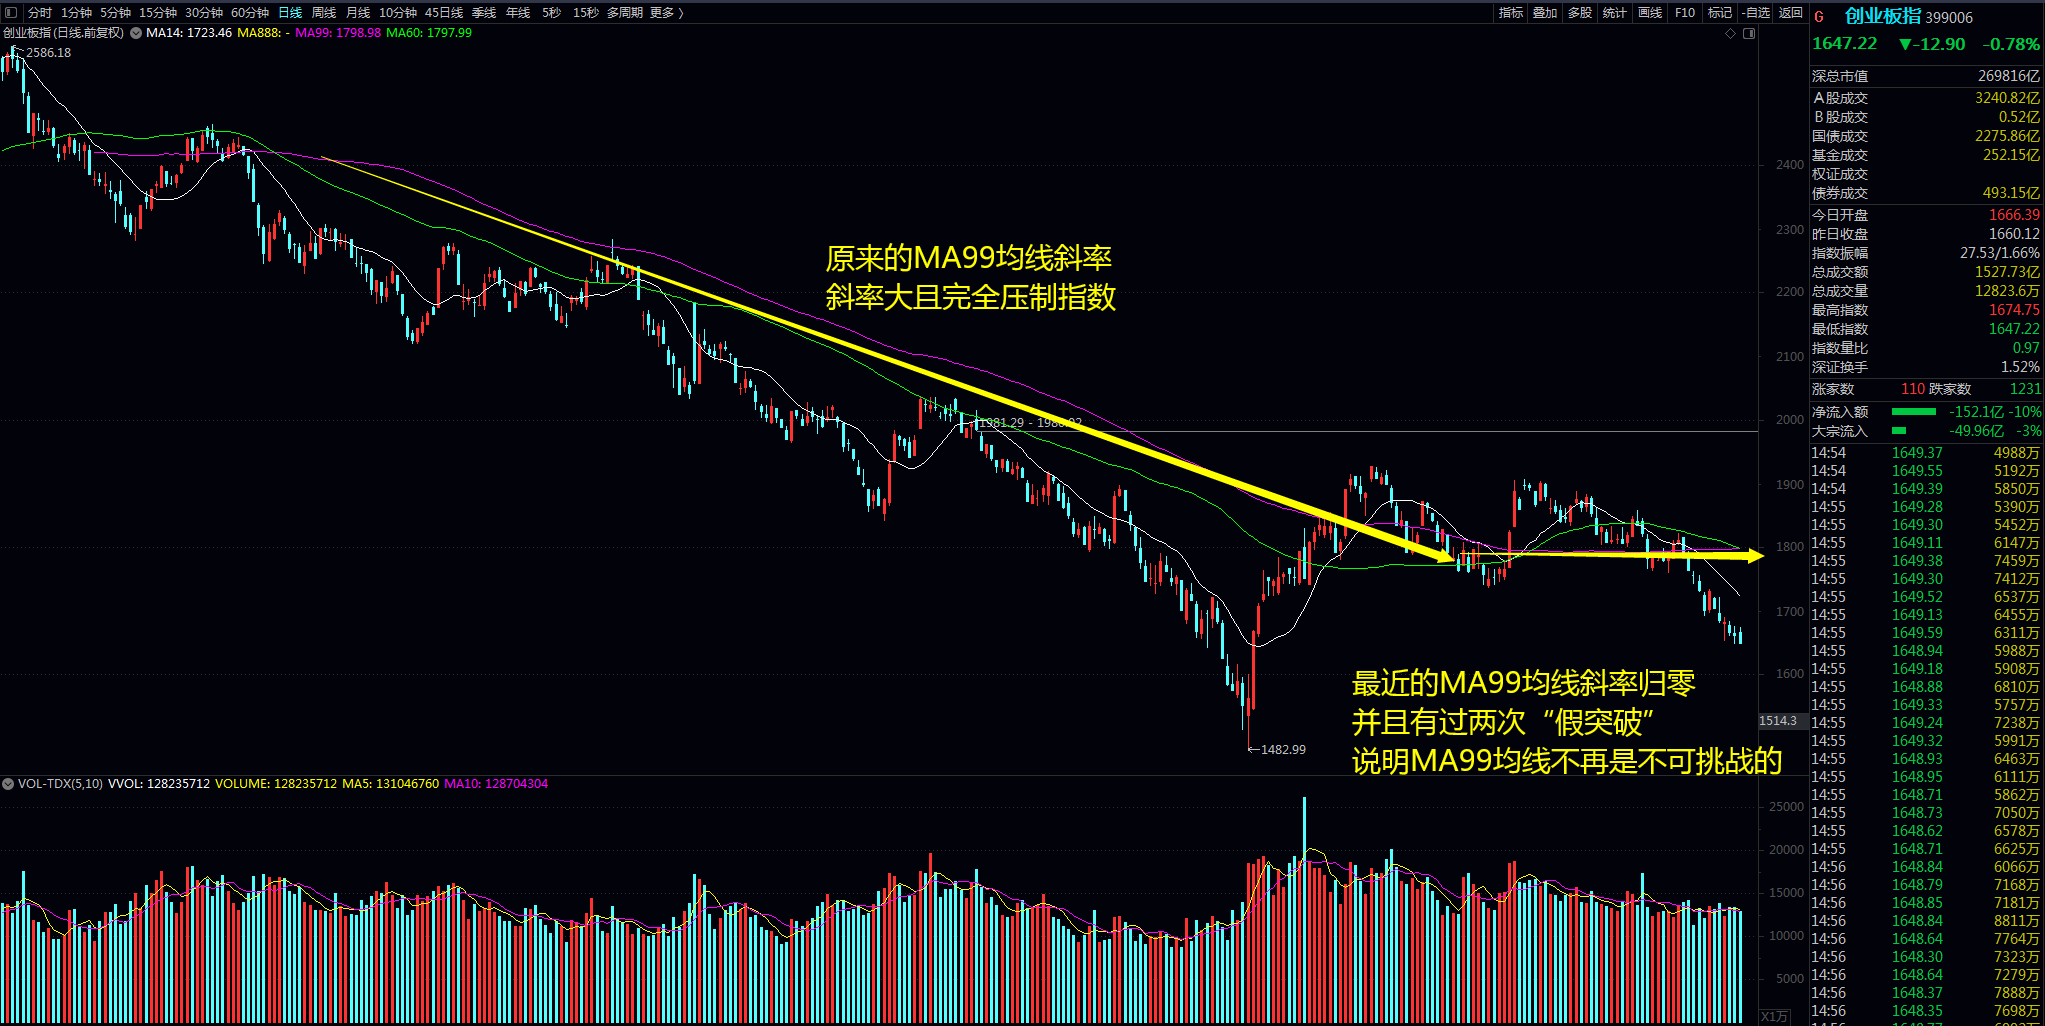 分时 1分钟 5分钟 15分钟 30分钟 60分钟 日线 周线 月线 10分钟 45日线 季线 年线 5秒 15秒 多周期 更多 〉
指标 叠加 多股 统计 画线 F10 标记 -自选 返回
创业板指(日线,前复权) MA14: 1723.46 MA888: - MA99: 1798.98 MA60: 1797.99
2586.18
原来的MA99均线斜率
斜率大且完全压制指数
1981.29 - 1980.92
最近的MA99均线斜率归零
并且有过两次“假突破”
说明MA99均线不再是不可挑战的
1482.99
2400
2300
2200
2100
2000
1900
1800
1700
1600
1514.3
VOL-TDX(5,10) VVOL: 128235712 VOLUME: 128235712 MA5: 131046760 MA10: 128704304
25000
20000
15000
10000
5000
X1万
G 创业板指 399006
1647.22 ▼-12.90 -0.78%
深总市值 269816亿
A股成交 3240.82亿
B股成交 0.52亿
国债成交 2275.86亿
基金成交 252.15亿
权证成交
债券成交 493.15亿
今日开盘 1666.39
昨日收盘 1660.12
指数振幅 27.53/1.66%
总成交额 1527.73亿
总成交量 12823.6万
最高指数 1674.75
最低指数 1647.22
指数量比 0.97
深证换手 1.52%
涨家数 110 跌家数 1231
净流入额 -152.1亿 -10%
大宗流入 -49.96亿 -3%
14:54 1649.37 4988万
14:54 1649.55 5192万
14:54 1649.39 5850万
14:55 1649.28 5390万
14:55 1649.30 5452万
14:55 1649.11 6147万
14:55 1649.38 7459万
14:55 1649.30 7412万
14:55 1649.52 6537万
14:55 1649.13 6455万
14:55 1649.59 6311万
14:55 1648.94 5988万
14:55 1649.18 5908万
14:55 1648.88 6810万
14:55 1649.33 5757万
14:55 1649.24 7238万
14:55 1649.32 5991万
14:55 1648.93 6463万
14:55 1648.95 6111万
14:55 1648.71 5862万
14:55 1648.73 7050万
14:55 1648.62 6578万
14:55 1648.71 6625万
14:56 1648.84 6066万
14:56 1648.79 7168万
14:56 1648.85 7181万
14:56 1648.84 8811万
14:56 1648.64 7764万
14:56 1648.30 7323万
14:56 1648.64 7279万
14:56 1648.37 7888万
14:56 1648.35 7698万